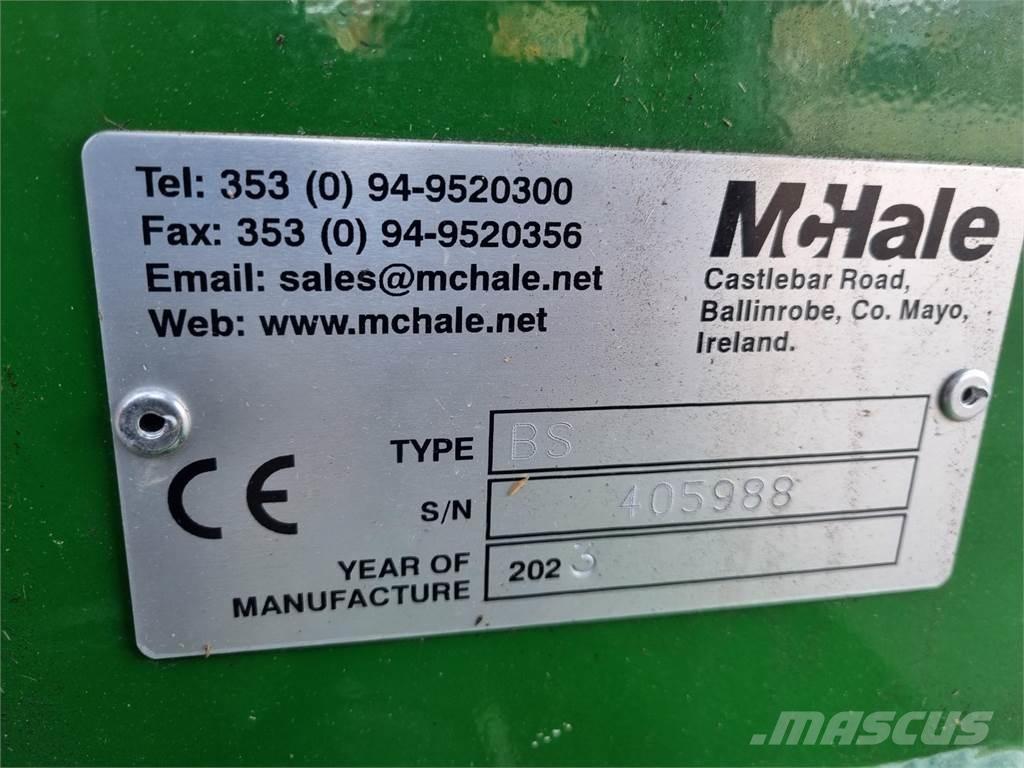 Tel: 353 (0) 94-9520300
Fax: 353 (0) 94-9520356
Email: sales@mchale.net
Web: www.mchale.net
McHale
Castlebar Road,
Ballinrobe, Co. Mayo,
Ireland.
CE
TYPE BS
S/N 405988
YEAR OF
MANUFACTURE 2023
MASCUS